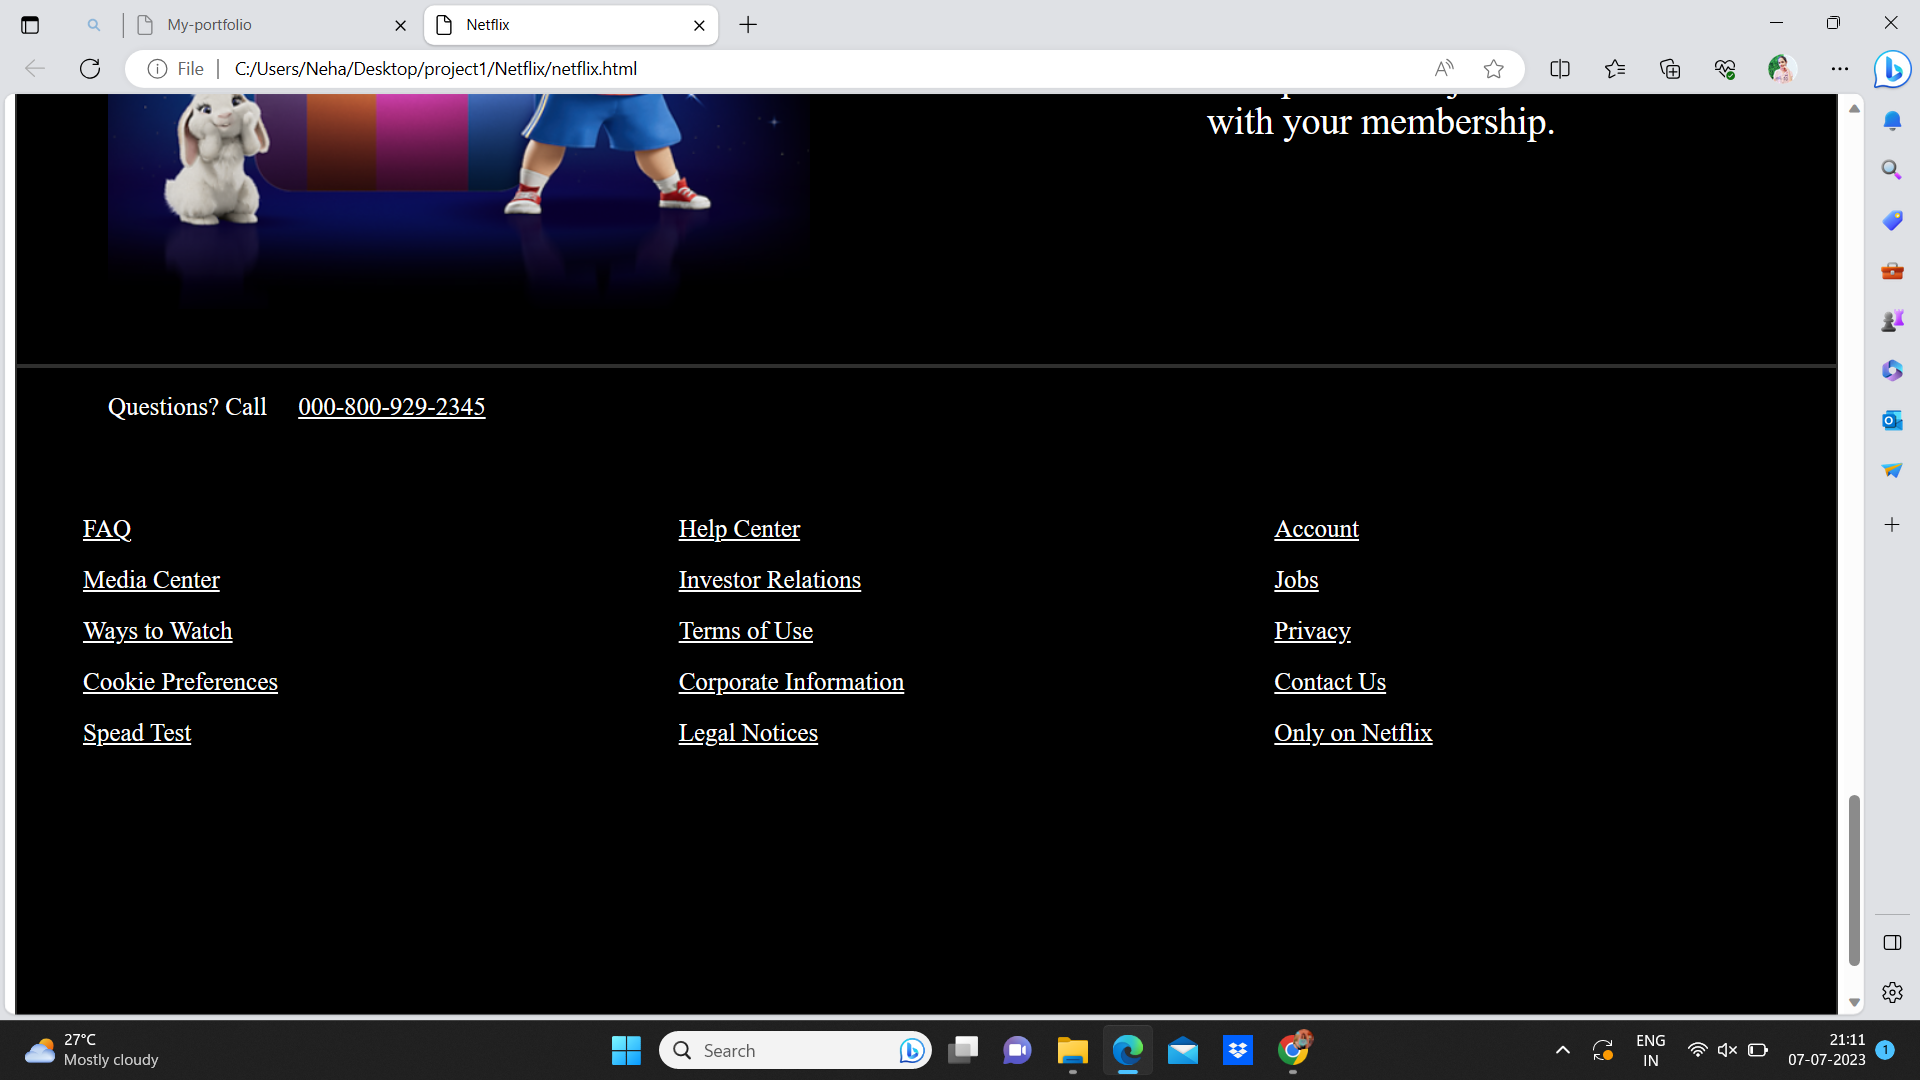 My-portfolio
Netflix
File
C:/Users/Neha/Desktop/project1/Netflix/netflix.html
with your membership.
Questions? Call 000-800-929-2345
FAQ Help Center Account
Media Center Investor Relations Jobs
Ways to Watch Terms of Use Privacy
Cookie Preferences Corporate Information Contact Us
Spead Test Legal Notices Only on Netflix
27°C
Mostly cloudy
Search
ENG
IN
21:11
07-07-2023
1